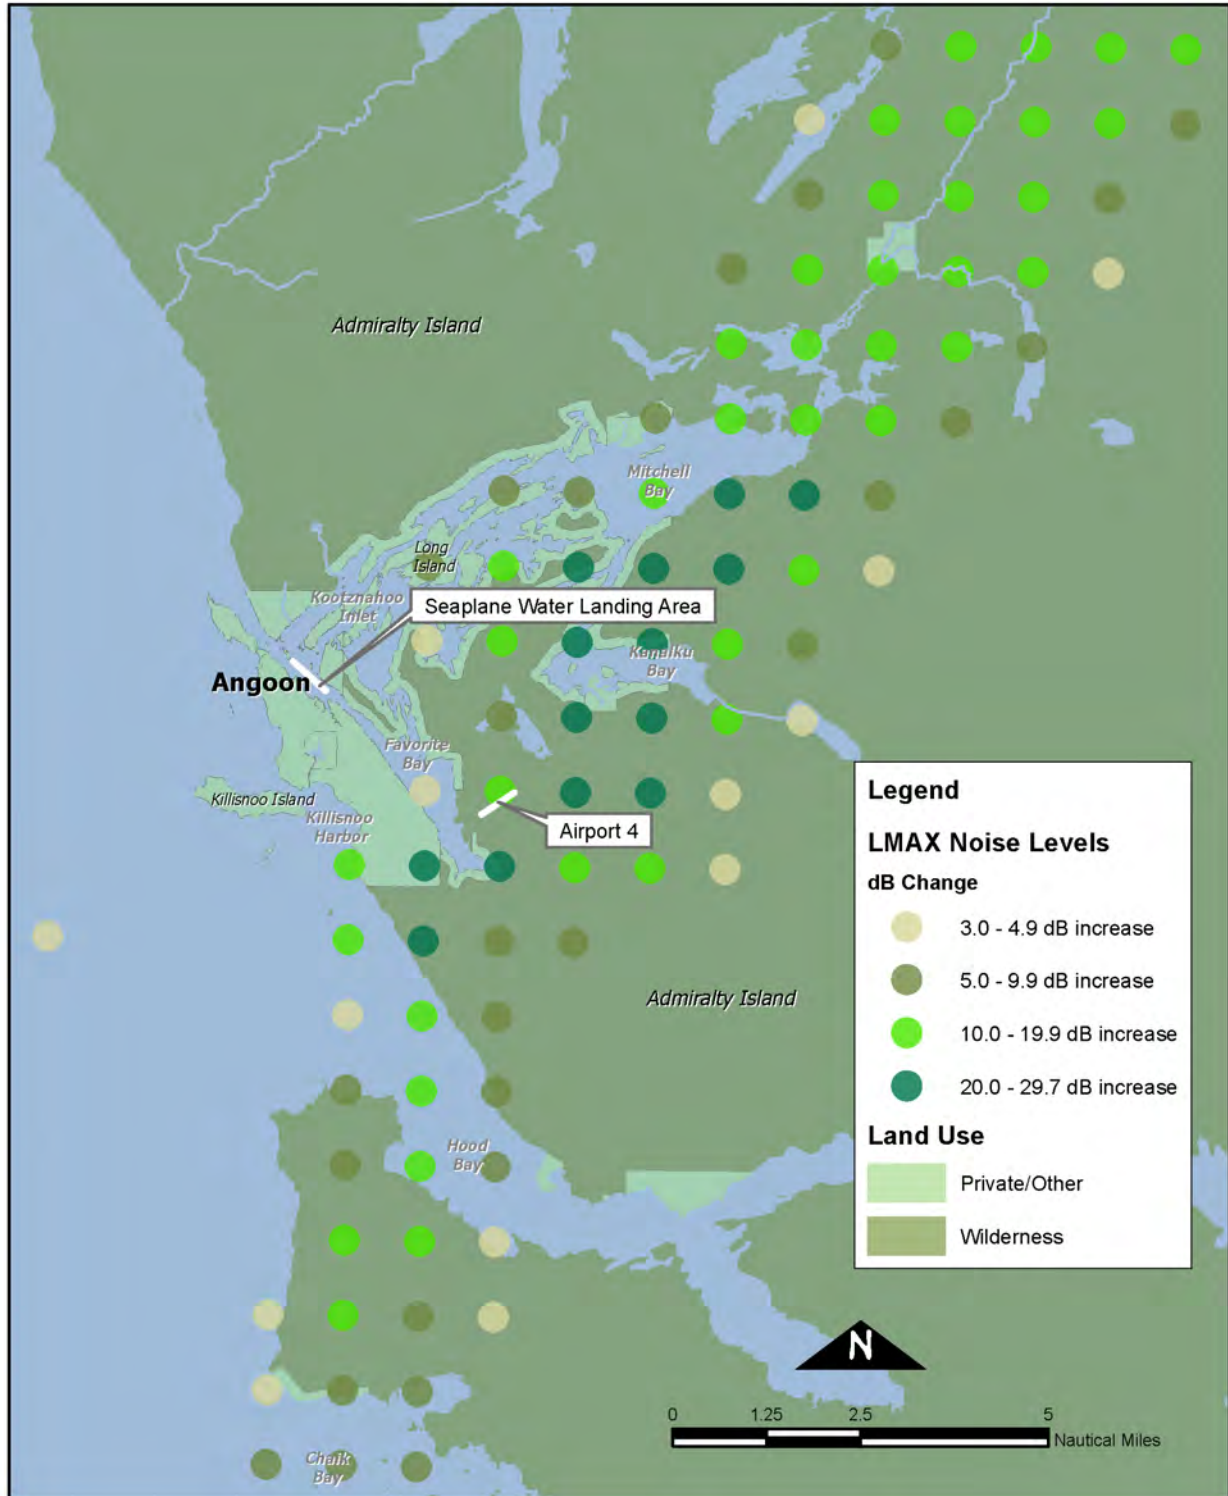 Admiralty Island
Mitchell
Bay
Long
Island
Kootznahoo
Inlet
Seaplane Water Landing Area
Kanalku
Bay
Angoon
Favorite
Bay
Killisnoo Island
Killisnoo
Harbor
Airport 4
Legend
LMAX Noise Levels
dB Change
3.0 - 4.9 dB increase
5.0 - 9.9 dB increase
10.0 - 19.9 dB increase
20.0 - 29.7 dB increase
Land Use
Private/Other
Wilderness
Admiralty Island
Hood
Bay
N
0 1.25 2.5 5
Nautical Miles
Chaik
Bay